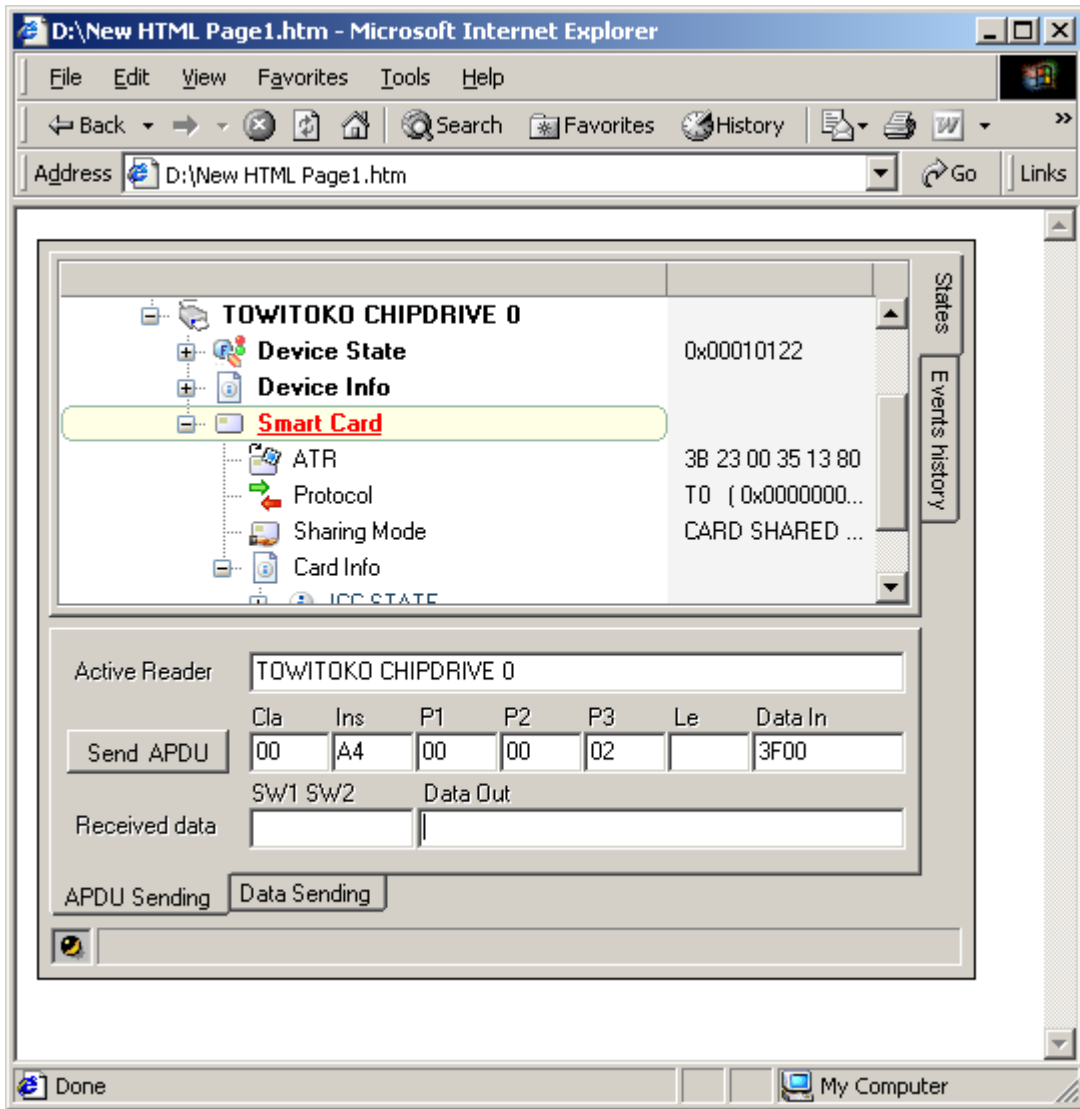 D:\New HTML Page1.htm - Microsoft Internet Explorer
File Edit View Favorites Tools Help
Back Search Favorites History »
Address D:\New HTML Page1.htm Go Links
TOWITOKO CHIPDRIVE 0
Device State 0x00010122
Device Info
Smart Card
ATR 3B 23 00 35 13 80
Protocol T0 ( 0x0000000...
Sharing Mode CARD SHARED ...
Card Info
ICC STATE
States
Events history
Active Reader TOWITOKO CHIPDRIVE 0
Cla Ins P1 P2 P3 Le Data In
Send APDU 00 A4 00 00 02 3F00
SW1 SW2 Data Out
Received data
APDU Sending Data Sending
Done My Computer